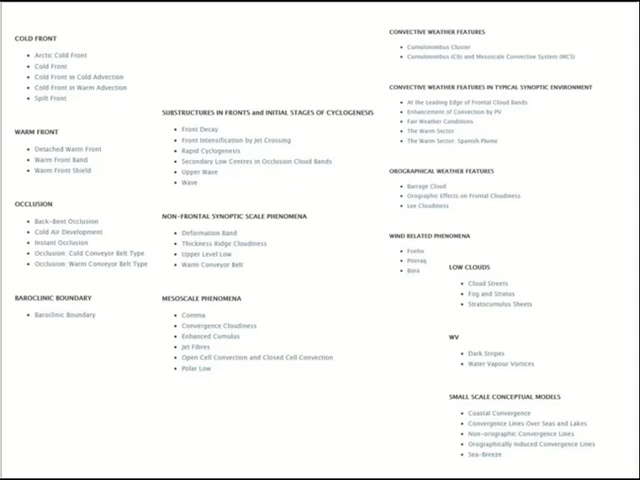 COLD FRONT
Arctic Cold Front
Cold Front
Cold Front in Cold Advection
Cold Front in Warm Advection
Split Front
WARM FRONT
Detached Warm Front
Warm Front Band
Warm Front Shield
OCCLUSION
Back-Bent Occlusion
Cold Air Development
Instant Occlusion
Occlusion: Cold Conveyor Belt Type
Occlusion: Warm Conveyor Belt Type
BAROCLINIC BOUNDARY
Baroclinic Boundary
SUBSTRUCTURES IN FRONTS and INITIAL STAGES OF CYCLOGENESIS
Front Decay
Front Intensification by Jet Crossing
Rapid Cyclogenesis
Secondary Low Centres in Occlusion Cloud Bands
Upper Wave
Wave
NON-FRONTAL SYNOPTIC SCALE PHENOMENA
Deformation Band
Thickness Ridge Cloudiness
Upper Level Low
Warm Conveyor Belt
MESOSCALE PHENOMENA
Comma
Convergence Cloudiness
Enhanced Cumulus
Jet Fibres
Open Cell Convection and Closed Cell Convection
Polar Low
CONVECTIVE WEATHER FEATURES
Cumulonimbus Cluster
Cumulonimbus (Cb) and Mesoscale Convective System (MCS)
CONVECTIVE WEATHER FEATURES IN TYPICAL SYNOPTIC ENVIRONMENT
At the Leading Edge of Frontal Cloud Bands
Enhancement of Convection by PV
Fair Weather Conditions
The Warm Sector
The Warm Sector: Spanish Plume
OROGRAPHICAL WEATHER FEATURES
Barrage Cloud
Orographic Effects on Frontal Cloudiness
Lee Cloudiness
WIND RELATED PHENOMENA
Foehn
Piteraq
Bora
LOW CLOUDS
Cloud Streets
Fog and Stratus
Stratocumulus Sheets
WV
Dark Stripes
Water Vapour Vortices
SMALL SCALE CONCEPTUAL MODELS
Coastal Convergence
Convergence Lines Over Seas and Lakes
Non-orographic Convergence Lines
Orographically Induced Convergence Lines
Sea-Breeze